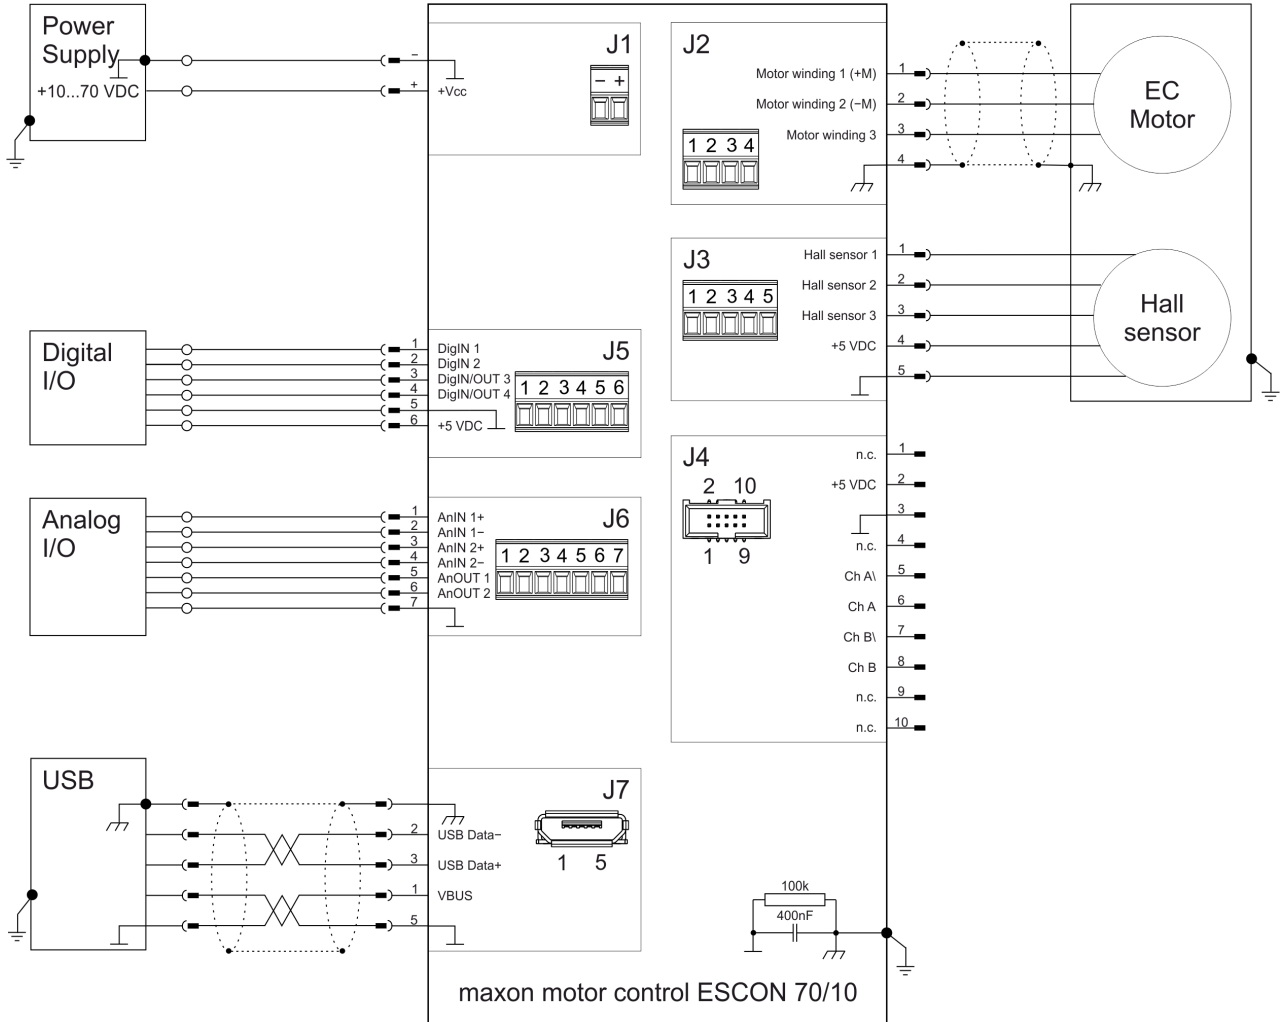 Power
Supply
+10...70 VDC
−
+
+Vcc
J1
− +
J2
1 2 3 4
Motor winding 1 (+M)
1
Motor winding 2 (−M)
2
Motor winding 3
3
4
EC
Motor
J3
1 2 3 4 5
Hall sensor 1
1
Hall sensor 2
2
Hall sensor 3
3
+5 VDC
4
5
Hall
sensor
Digital
I/O
1
DigIN 1
2
DigIN 2
3
DigIN/OUT 3
4
DigIN/OUT 4
5
6
+5 VDC
J5
1 2 3 4 5 6
J4
2 10
1 9
n.c.
1
+5 VDC
2
3
n.c.
4
Ch A\
5
Ch A
6
Ch B\
7
Ch B
8
n.c.
9
n.c.
10
Analog
I/O
1
AnIN 1+
2
AnIN 1−
3
AnIN 2+
4
AnIN 2−
5
AnOUT 1
6
AnOUT 2
7
J6
1 2 3 4 5 6 7
USB
2
USB Data−
3
USB Data+
1
VBUS
5
J7
1 5
100k
400nF
maxon motor control ESCON 70/10